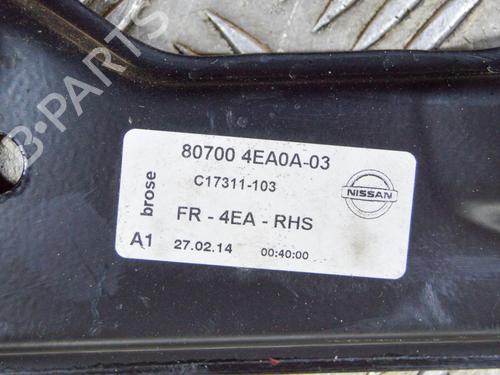 80700 4EA0A-03
C17311-103
brose
NISSAN
FR - 4EA - RHS
A1 27.02.14 00:40:00
B-PARTS